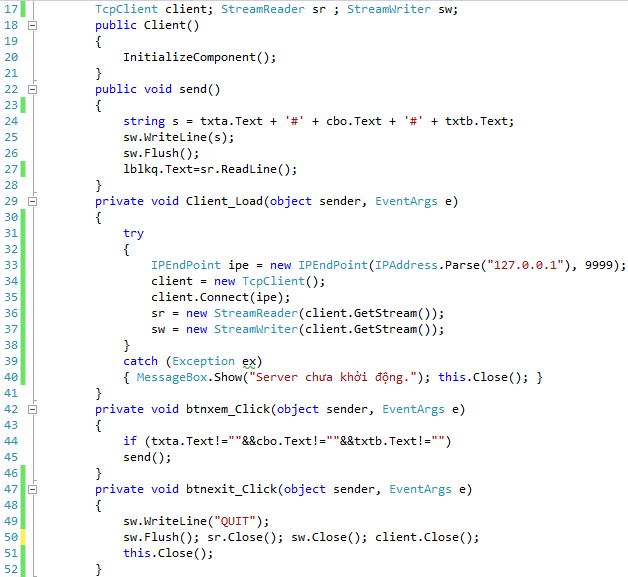 17 TcpClient client; StreamReader sr ; StreamWriter sw;
18 public Client()
19 {
20 InitializeComponent();
21 }
22 public void send()
23 {
24 string s = txta.Text + '#' + cbo.Text + '#' + txtb.Text;
25 sw.WriteLine(s);
26 sw.Flush();
27 lblkq.Text=sr.ReadLine();
28 }
29 private void Client_Load(object sender, EventArgs e)
30 {
31 try
32 {
33 IPEndPoint ipe = new IPEndPoint(IPAddress.Parse("127.0.0.1"), 9999);
34 client = new TcpClient();
35 client.Connect(ipe);
36 sr = new StreamReader(client.GetStream());
37 sw = new StreamWriter(client.GetStream());
38 }
39 catch (Exception ex)
40 { MessageBox.Show("Server chưa khởi động."); this.Close(); }
41 }
42 private void btnxem_Click(object sender, EventArgs e)
43 {
44 if (txta.Text!=""&&cbo.Text!=""&&txtb.Text!="")
45 send();
46 }
47 private void btnexit_Click(object sender, EventArgs e)
48 {
49 sw.WriteLine("QUIT");
50 sw.Flush(); sr.Close(); sw.Close(); client.Close();
51 this.Close();
52 }